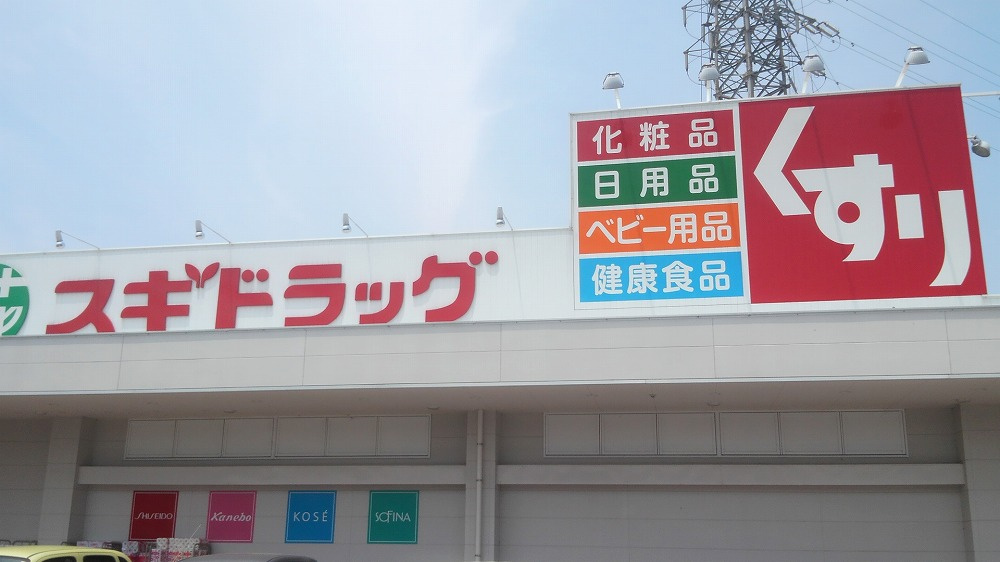 スギドラッグ
化粧品
日用品
ベビー用品
健康食品
くすり
SHISEIDO
Kanebo
KOSÉ
SOFINA